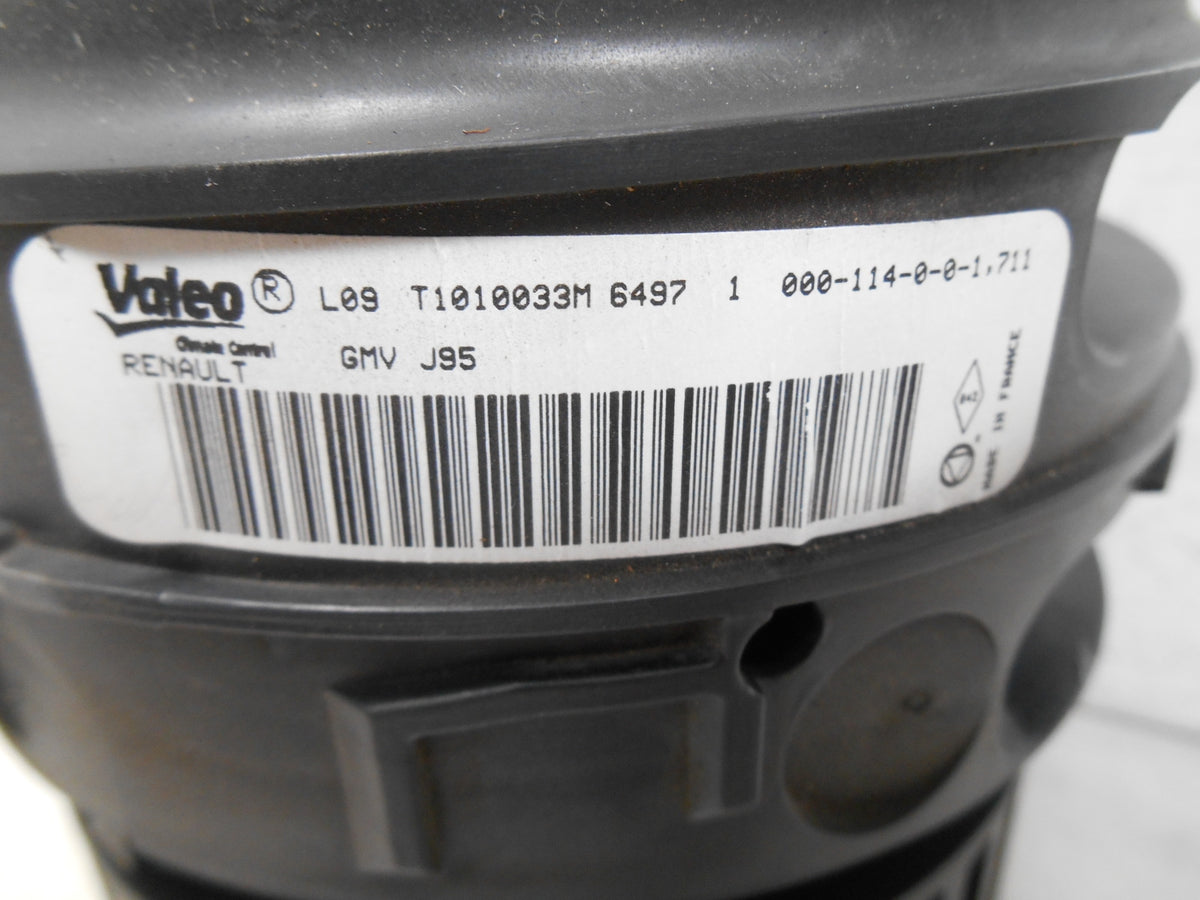 Valeo ® L09 T1010033M 6497 1 000-114-0-0-1,711
Climate Control
RENAULT GMV J95
MADE IN FRANCE